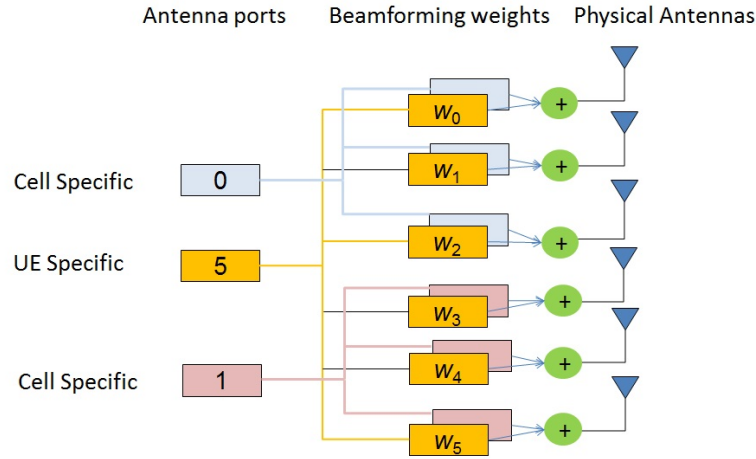 Antenna ports Beamforming weights Physical Antennas
w0 +
w1 +
Cell Specific 0
w2 +
UE Specific 5
w3 +
w4 +
Cell Specific 1
w5 +